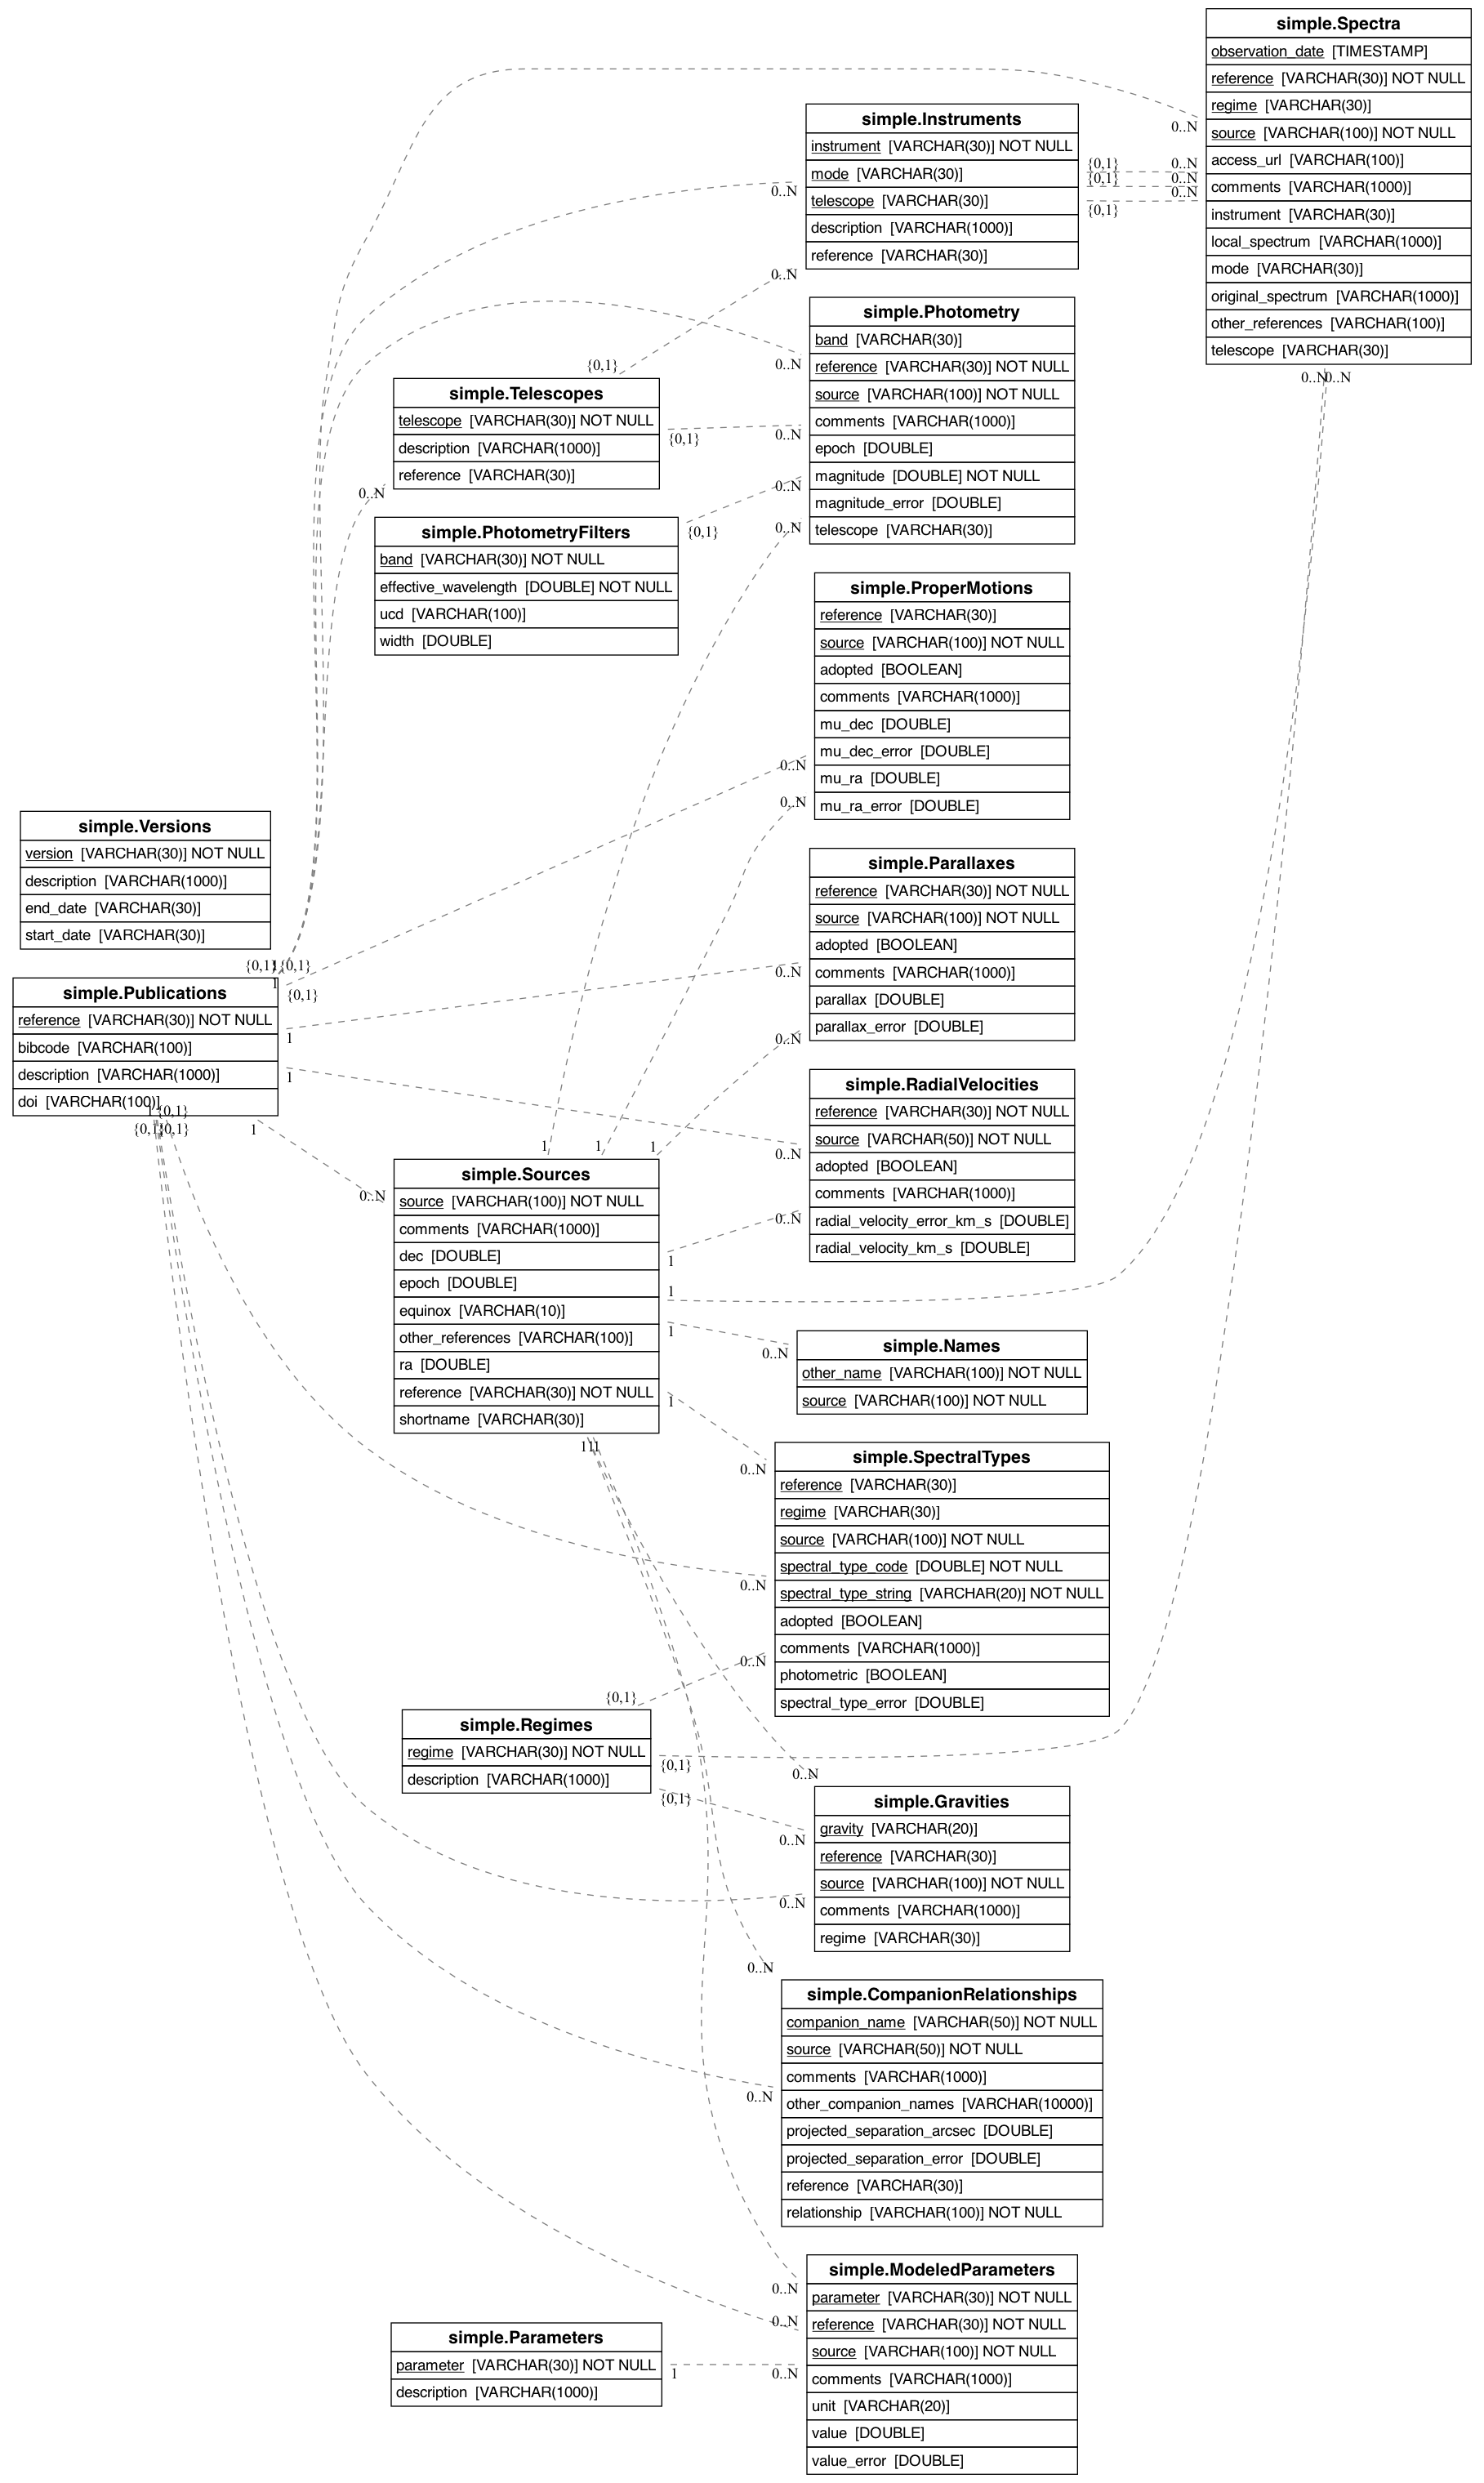 simple.Spectra
observation_date [TIMESTAMP]
reference [VARCHAR(30)] NOT NULL
regime [VARCHAR(30)]
source [VARCHAR(100)] NOT NULL
access_url [VARCHAR(100)]
comments [VARCHAR(1000)]
instrument [VARCHAR(30)]
local_spectrum [VARCHAR(1000)]
mode [VARCHAR(30)]
original_spectrum [VARCHAR(1000)]
other_references [VARCHAR(100)]
telescope [VARCHAR(30)]
0..N
{0,1} 0..N
{0,1} 0..N
{0,1} 0..N
0..N 0..N
simple.Instruments
instrument [VARCHAR(30)] NOT NULL
mode [VARCHAR(30)]
telescope [VARCHAR(30)]
description [VARCHAR(1000)]
reference [VARCHAR(30)]
0..N
0..N
{0,1}
simple.Photometry
band [VARCHAR(30)]
reference [VARCHAR(30)] NOT NULL
source [VARCHAR(100)] NOT NULL
comments [VARCHAR(1000)]
epoch [DOUBLE]
magnitude [DOUBLE] NOT NULL
magnitude_error [DOUBLE]
telescope [VARCHAR(30)]
0..N
{0,1} 0..N
0..N
{0,1}
0..N
simple.Telescopes
telescope [VARCHAR(30)] NOT NULL
description [VARCHAR(1000)]
reference [VARCHAR(30)]
0..N
simple.PhotometryFilters
band [VARCHAR(30)] NOT NULL
effective_wavelength [DOUBLE] NOT NULL
ucd [VARCHAR(100)]
width [DOUBLE]
simple.ProperMotions
reference [VARCHAR(30)]
source [VARCHAR(100)] NOT NULL
adopted [BOOLEAN]
comments [VARCHAR(1000)]
mu_dec [DOUBLE]
mu_dec_error [DOUBLE]
mu_ra [DOUBLE]
mu_ra_error [DOUBLE]
0..N
0..N
simple.Versions
version [VARCHAR(30)] NOT NULL
description [VARCHAR(1000)]
end_date [VARCHAR(30)]
start_date [VARCHAR(30)]
simple.Parallaxes
reference [VARCHAR(30)] NOT NULL
source [VARCHAR(100)] NOT NULL
adopted [BOOLEAN]
comments [VARCHAR(1000)]
parallax [DOUBLE]
parallax_error [DOUBLE]
0..N
0..N
{0,1} 1 {0,1}
1
{0,1}
simple.Publications
reference [VARCHAR(30)] NOT NULL
bibcode [VARCHAR(100)]
description [VARCHAR(1000)]
doi [VARCHAR(100)]
1
1
1 {0,1}
{0,1} {0,1}
1
0..N
simple.RadialVelocities
reference [VARCHAR(30)] NOT NULL
source [VARCHAR(50)] NOT NULL
adopted [BOOLEAN]
comments [VARCHAR(1000)]
radial_velocity_error_km_s [DOUBLE]
radial_velocity_km_s [DOUBLE]
0..N
0..N
1 1 1
simple.Sources
source [VARCHAR(100)] NOT NULL
comments [VARCHAR(1000)]
dec [DOUBLE]
epoch [DOUBLE]
equinox [VARCHAR(10)]
other_references [VARCHAR(100)]
ra [DOUBLE]
reference [VARCHAR(30)] NOT NULL
shortname [VARCHAR(30)]
1
1
1
1
1 1 1
simple.Names
other_name [VARCHAR(100)] NOT NULL
source [VARCHAR(100)] NOT NULL
0..N
simple.SpectralTypes
reference [VARCHAR(30)]
regime [VARCHAR(30)]
source [VARCHAR(100)] NOT NULL
spectral_type_code [DOUBLE] NOT NULL
spectral_type_string [VARCHAR(20)] NOT NULL
adopted [BOOLEAN]
comments [VARCHAR(1000)]
photometric [BOOLEAN]
spectral_type_error [DOUBLE]
0..N
0..N
0..N
{0,1}
simple.Regimes
regime [VARCHAR(30)] NOT NULL
description [VARCHAR(1000)]
{0,1}
{0,1}
0..N
simple.Gravities
gravity [VARCHAR(20)]
reference [VARCHAR(30)]
source [VARCHAR(100)] NOT NULL
comments [VARCHAR(1000)]
regime [VARCHAR(30)]
0..N
0..N
0..N
simple.CompanionRelationships
companion_name [VARCHAR(50)] NOT NULL
source [VARCHAR(50)] NOT NULL
comments [VARCHAR(1000)]
other_companion_names [VARCHAR(10000)]
projected_separation_arcsec [DOUBLE]
projected_separation_error [DOUBLE]
reference [VARCHAR(30)]
relationship [VARCHAR(100)] NOT NULL
0..N
simple.ModeledParameters
parameter [VARCHAR(30)] NOT NULL
reference [VARCHAR(30)] NOT NULL
source [VARCHAR(100)] NOT NULL
comments [VARCHAR(1000)]
unit [VARCHAR(20)]
value [DOUBLE]
value_error [DOUBLE]
0..N
0..N
1 0..N
simple.Parameters
parameter [VARCHAR(30)] NOT NULL
description [VARCHAR(1000)]